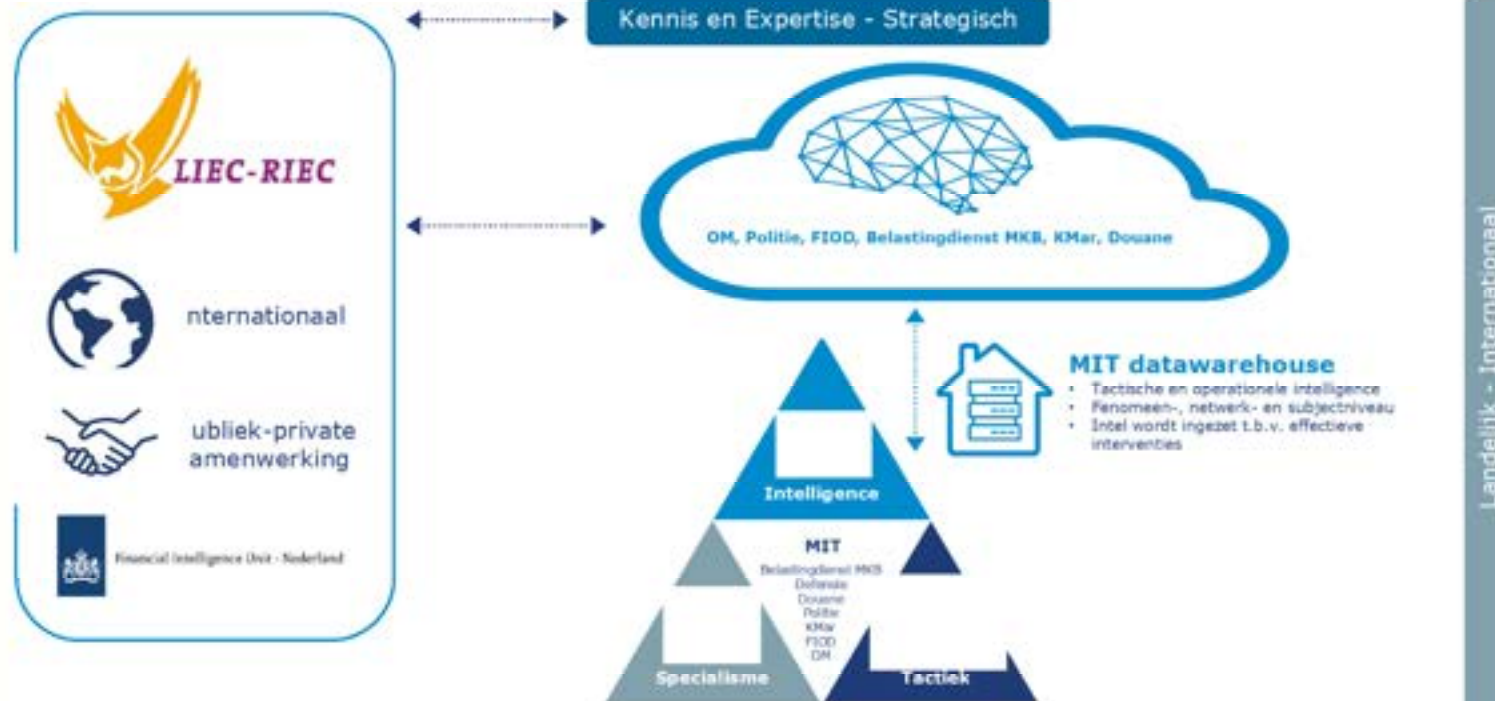 Kennis en Expertise - Strategisch
LIEC-RIEC
nternationaal
ubliek-private
amenwerking
Financial Intelligence Unit - Nederland
OM, Politie, FIOD, Belastingdienst MKB, KMar, Douane
MIT datawarehouse
• Tactische en operationele intelligence
• Fenomeen-, netwerk- en subjectniveau
• Intel wordt ingezet t.b.v. effectieve
interventies
Intelligence
MIT
Belastingdienst MKB
Defensie
Douane
Politie
KMar
FIOD
OM
Specialisme
Tactiek
Landelijk - Internationaal